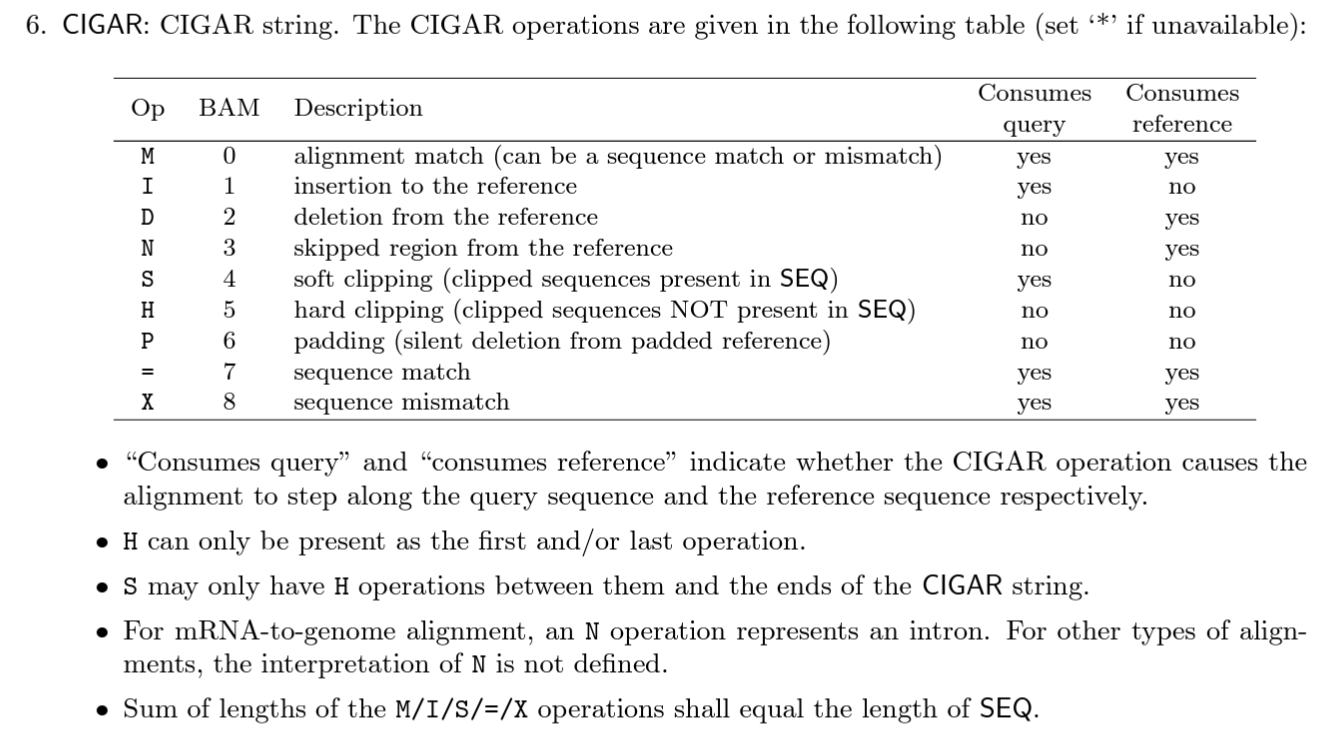 6. CIGAR: CIGAR string. The CIGAR operations are given in the following table (set ‘*’ if unavailable):
Op BAM Description Consumes query Consumes reference
M 0 alignment match (can be a sequence match or mismatch) yes yes
I 1 insertion to the reference yes no
D 2 deletion from the reference no yes
N 3 skipped region from the reference no yes
S 4 soft clipping (clipped sequences present in SEQ) yes no
H 5 hard clipping (clipped sequences NOT present in SEQ) no no
P 6 padding (silent deletion from padded reference) no no
= 7 sequence match yes yes
X 8 sequence mismatch yes yes
• “Consumes query” and “consumes reference” indicate whether the CIGAR operation causes the
alignment to step along the query sequence and the reference sequence respectively.
• H can only be present as the first and/or last operation.
• S may only have H operations between them and the ends of the CIGAR string.
• For mRNA-to-genome alignment, an N operation represents an intron. For other types of align-
ments, the interpretation of N is not defined.
• Sum of lengths of the M/I/S/=/X operations shall equal the length of SEQ.